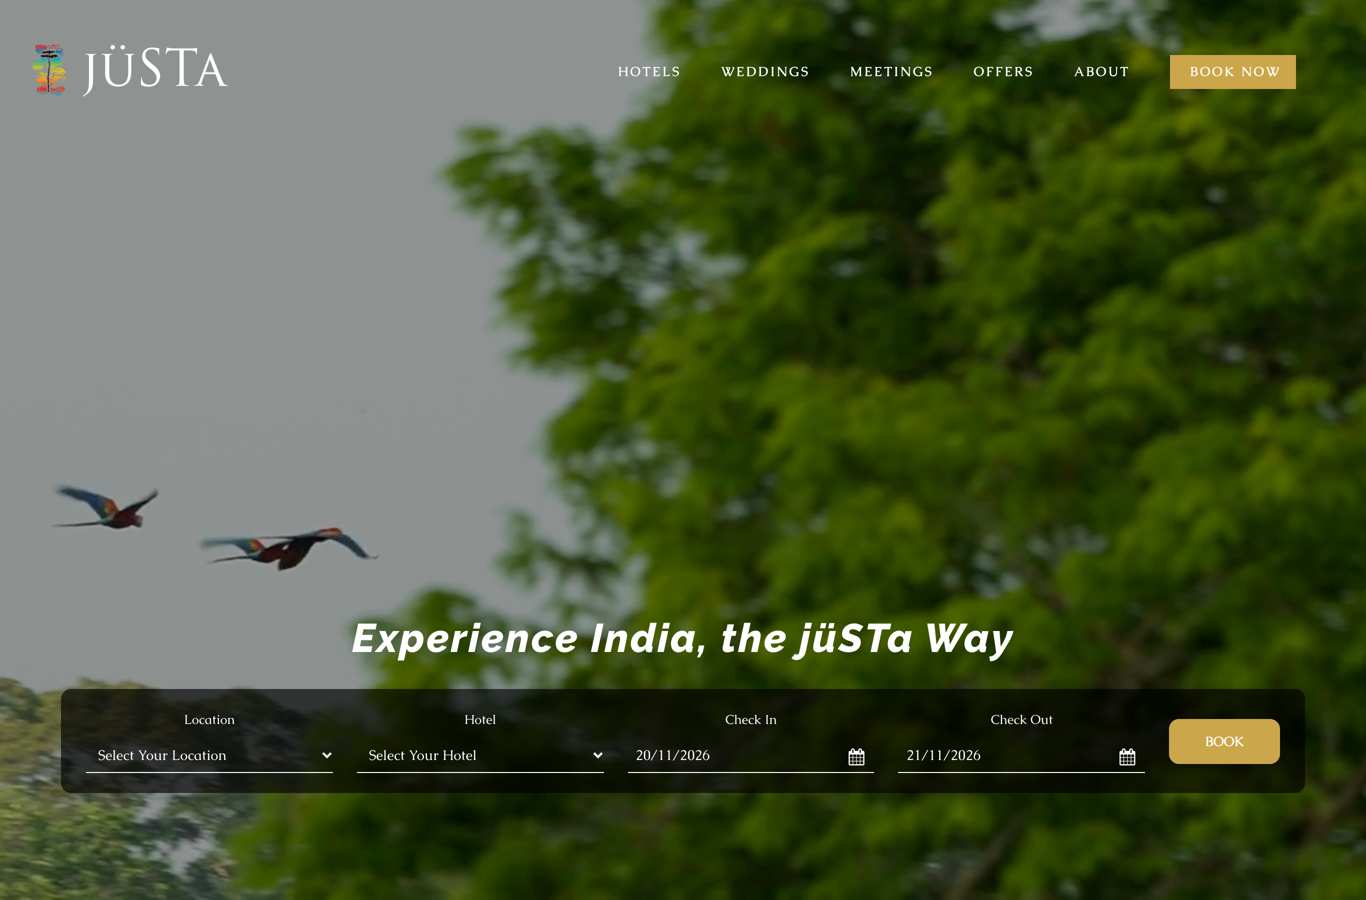 JÜSTA
HOTELS WEDDINGS MEETINGS OFFERS ABOUT BOOK NOW
Experience India, the jüSTa Way
Location Hotel Check In Check Out
Select Your Location Select Your Hotel 20/11/2026 21/11/2026 BOOK